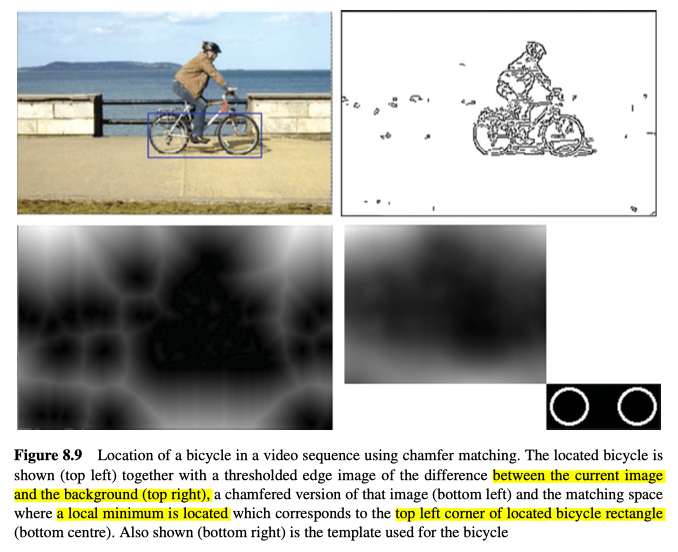 Figure 8.9 Location of a bicycle in a video sequence using chamfer matching. The located bicycle is
shown (top left) together with a thresholded edge image of the difference between the current image
and the background (top right), a chamfered version of that image (bottom left) and the matching space
where a local minimum is located which corresponds to the top left corner of located bicycle rectangle
(bottom centre). Also shown (bottom right) is the template used for the bicycle